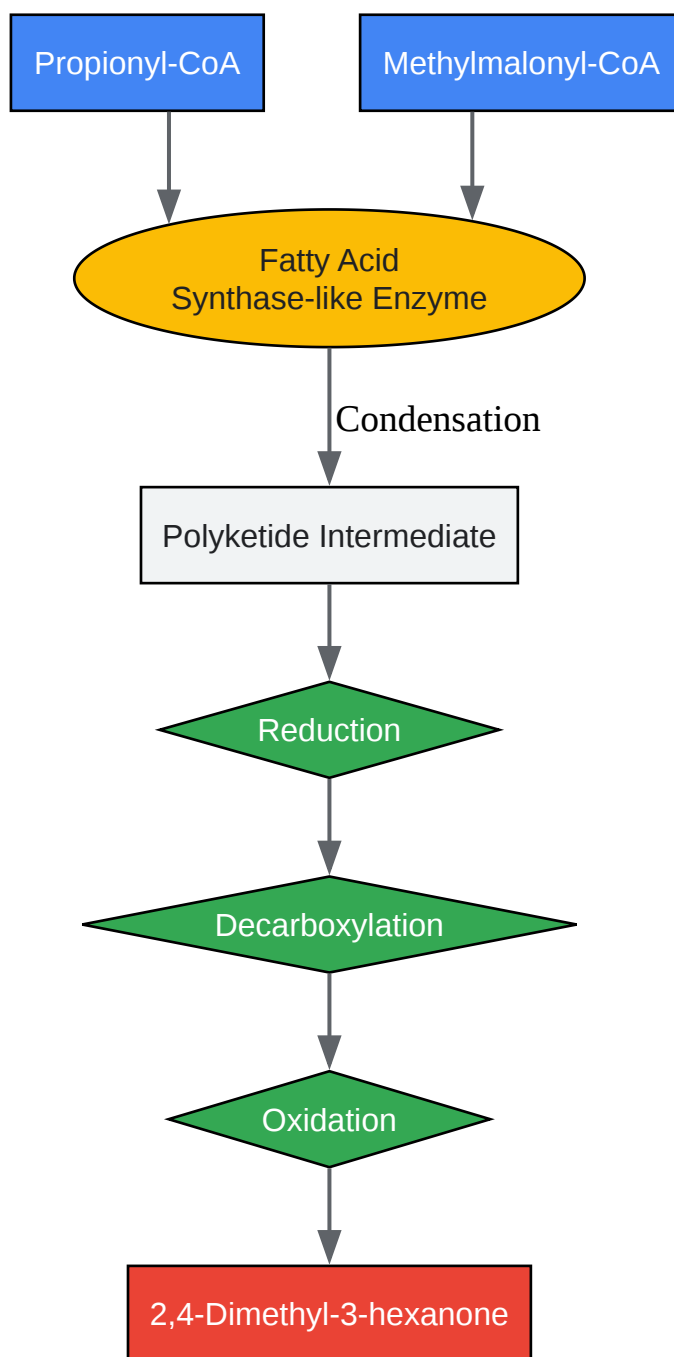 Propionyl-CoA
Methylmalonyl-CoA
Fatty Acid
Synthase-like Enzyme
Condensation
Polyketide Intermediate
Reduction
Decarboxylation
Oxidation
2,4-Dimethyl-3-hexanone